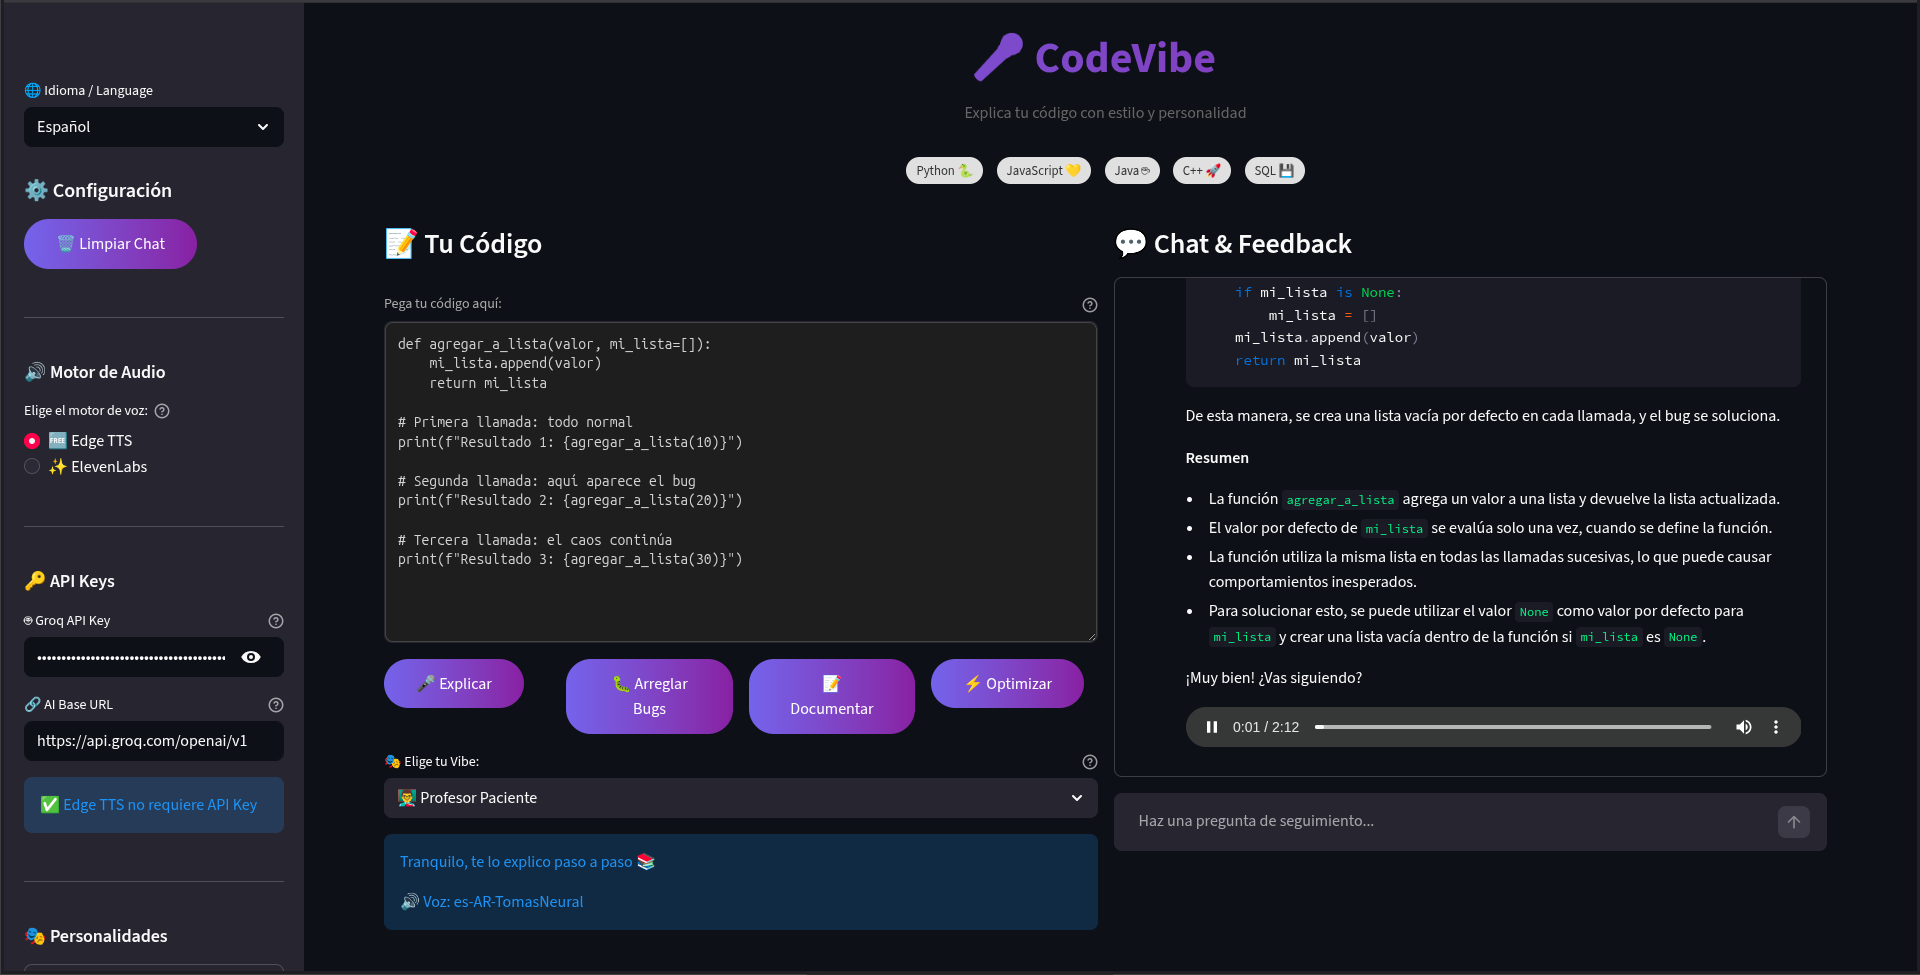 Idioma / Language
Español
Configuración
Limpiar Chat
Motor de Audio
Elige el motor de voz:
FREE Edge TTS
ElevenLabs
API Keys
Groq API Key
••••••••••••••••••••••••••••••••••••••••
AI Base URL
https://api.groq.com/openai/v1
Edge TTS no requiere API Key
Personalidades
CodeVibe
Explica tu código con estilo y personalidad
Python
JavaScript
Java
C++
SQL
Tu Código
Pega tu código aquí:
def agregar_a_lista(valor, mi_lista=[]):
    mi_lista.append(valor)
    return mi_lista
# Primera llamada: todo normal
print(f"Resultado 1: {agregar_a_lista(10)}")
# Segunda llamada: aquí aparece el bug
print(f"Resultado 2: {agregar_a_lista(20)}")
# Tercera llamada: el caos continúa
print(f"Resultado 3: {agregar_a_lista(30)}")
Explicar
Arreglar
Bugs
Documentar
Optimizar
Elige tu Vibe:
Profesor Paciente
Tranquilo, te lo explico paso a paso
Voz: es-AR-TomasNeural
Chat & Feedback
if mi_lista is None:
    mi_lista = []
mi_lista.append(valor)
return mi_lista
De esta manera, se crea una lista vacía por defecto en cada llamada, y el bug se soluciona.
Resumen
• La función agregar_a_lista agrega un valor a una lista y devuelve la lista actualizada.
• El valor por defecto de mi_lista se evalúa solo una vez, cuando se define la función.
• La función utiliza la misma lista en todas las llamadas sucesivas, lo que puede causar
comportamientos inesperados.
• Para solucionar esto, se puede utilizar el valor None como valor por defecto para
mi_lista y crear una lista vacía dentro de la función si mi_lista es None.
¡Muy bien! ¿Vas siguiendo?
0:01 / 2:12
Haz una pregunta de seguimiento...